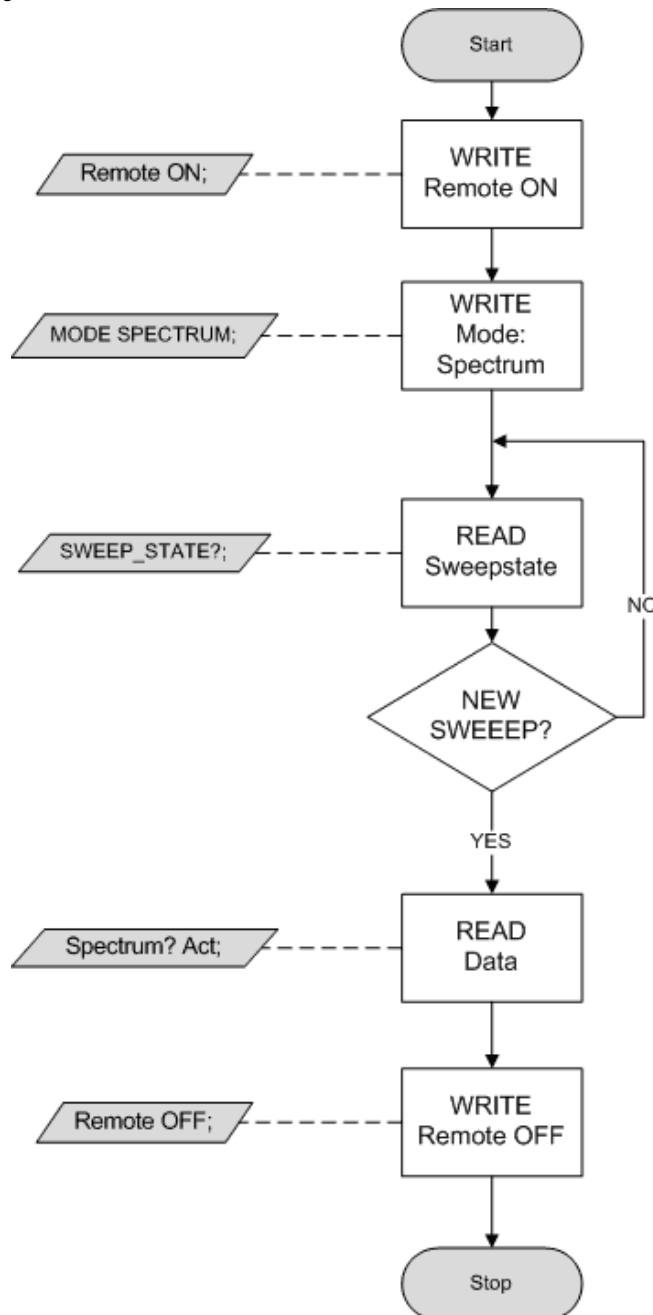 Start
Remote ON;
WRITE
Remote ON
MODE SPECTRUM;
WRITE
Mode:
Spectrum
SWEEP_STATE?;
READ
Sweepstate
NO
NEW
SWEEEP?
YES
Spectrum? Act;
READ
Data
Remote OFF;
WRITE
Remote OFF
Stop